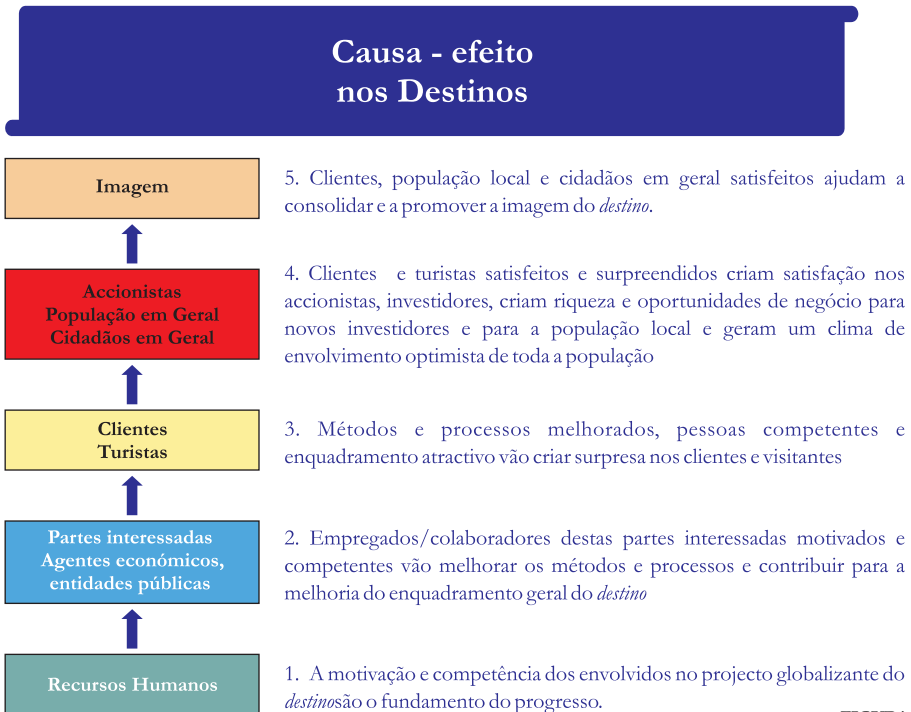 Causa - efeito
nos Destinos
Imagem
5. Clientes, população local e cidadãos em geral satisfeitos ajudam a
consolidar e a promover a imagem do destino.
Accionistas
População em Geral
Cidadãos em Geral
4. Clientes e turistas satisfeitos e surpreendidos criam satisfação nos
accionistas, investidores, criam riqueza e oportunidades de negócio para
novos investidores e para a população local e geram um clima de
envolvimento optimista de toda a população
Clientes
Turistas
3. Métodos e processos melhorados, pessoas competentes e
enquadramento atractivo vão criar surpresa nos clientes e visitantes
Partes interessadas
Agentes económicos,
entidades públicas
2. Empregados/colaboradores destas partes interessadas motivados e
competentes vão melhorar os métodos e processos e contribuir para a
melhoria do enquadramento geral do destino
Recursos Humanos
1. A motivação e competência dos envolvidos no projecto globalizante do
destinosão o fundamento do progresso.